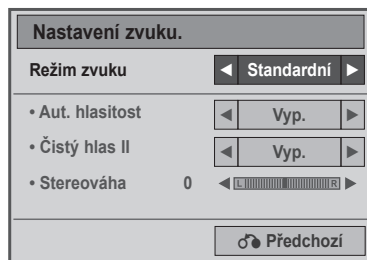 Nastavení zvuku.
Režim zvuku ◄ Standardní ►
• Aut. hlasitost ◄ Vyp. ►
• Čistý hlas II ◄ Vyp. ►
• Stereováha 0 ◄ L R ►
Předchozí